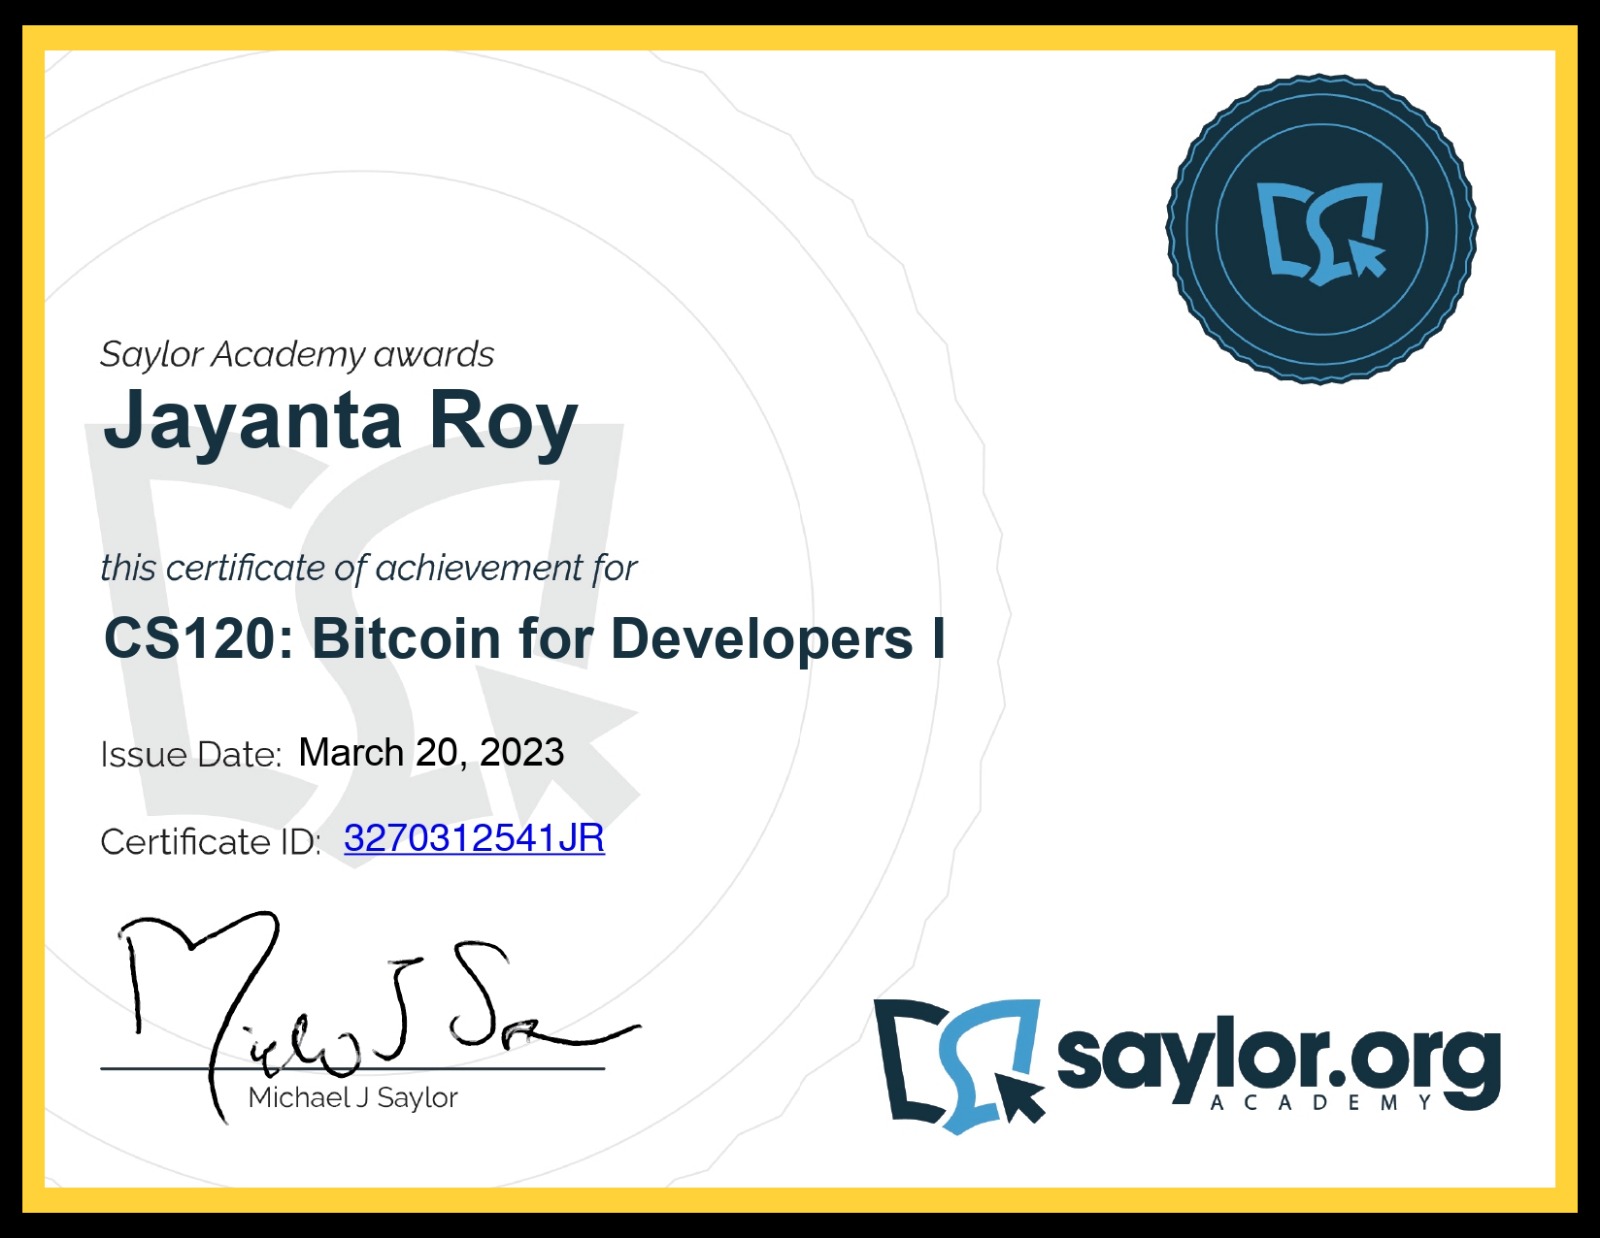 Saylor Academy awards
Jayanta Roy
this certificate of achievement for
CS120: Bitcoin for Developers I
Issue Date: March 20, 2023
Certificate ID: 3270312541JR
Michael J Saylor
saylor.org
ACADEMY